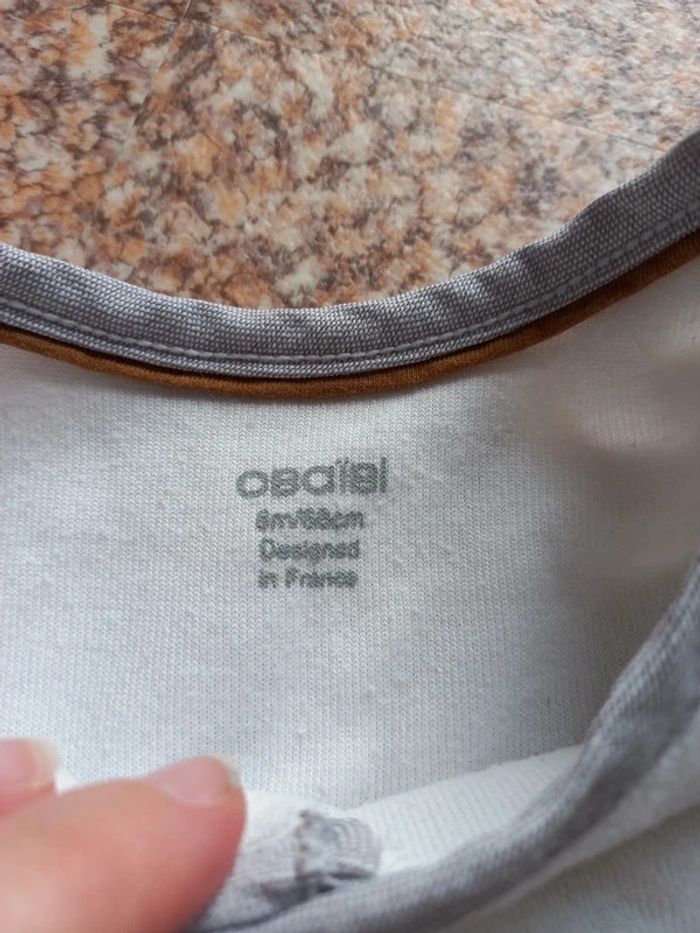 obaïbi
6m/68cm
Designed
in France